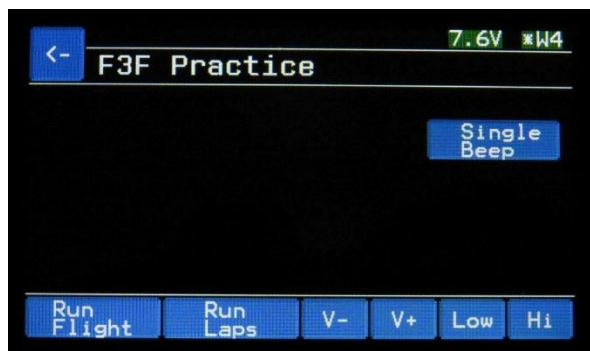 7.6V *W4
<- F3F Practice
Single
Beep
Run Flight Run Laps V- V+ Low Hi